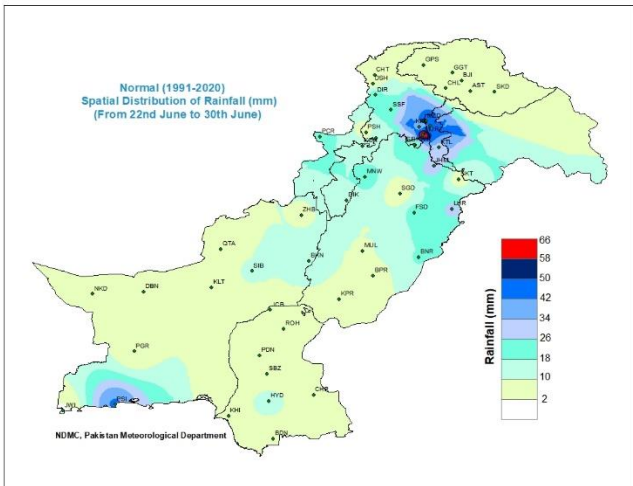 Normal (1991-2020)
Spatial Distribution of Rainfall (mm)
(From 22nd June to 30th June)
CHT
GPS
GGT
BJI
DSH
CHL
AST
SKD
DIR
SSF
PSH
PCR
MNW
SKT
DIK
SGD
ZHB
FSD
LHR
QTA
MUL
BNR
SIB
BKN
BPR
NKD
DBN
KLT
KPR
JCB
ROH
PGR
PDN
SBZ
HYD
JWI
KHI
BDN
Rainfall (mm)
66
58
50
42
34
26
18
10
2
NDMC, Pakistan Meteorological Department